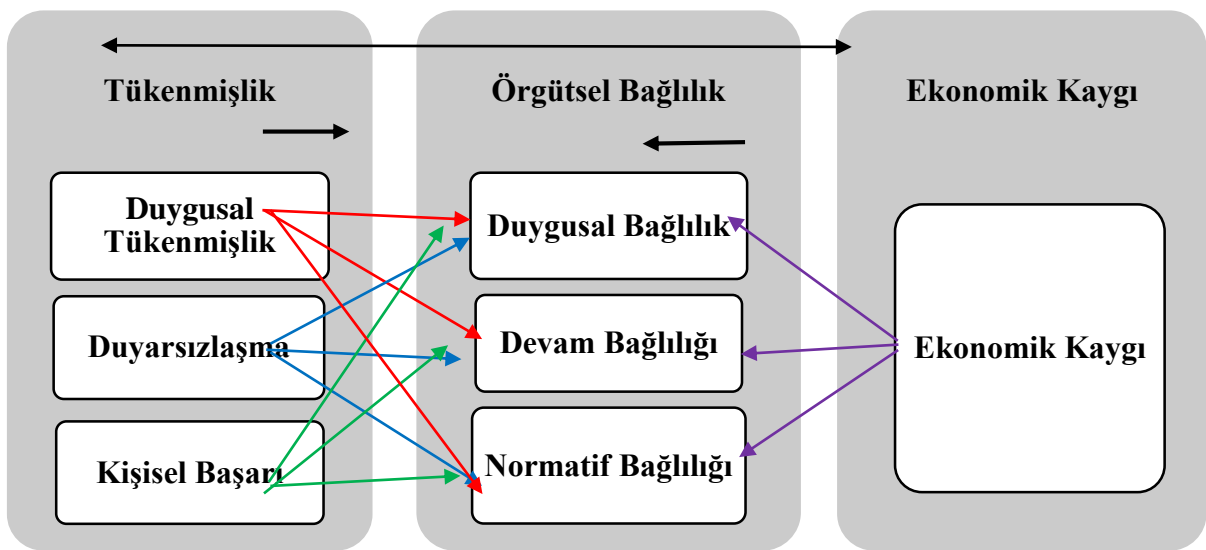 Tükenmişlik
Örgütsel Bağlılık
Ekonomik Kaygı
Duygusal
Tükenmişlik
Duyarsızlaşma
Kişisel Başarı
Duygusal Bağlılık
Devam Bağlılığı
Normatif Bağlılığı
Ekonomik Kaygı